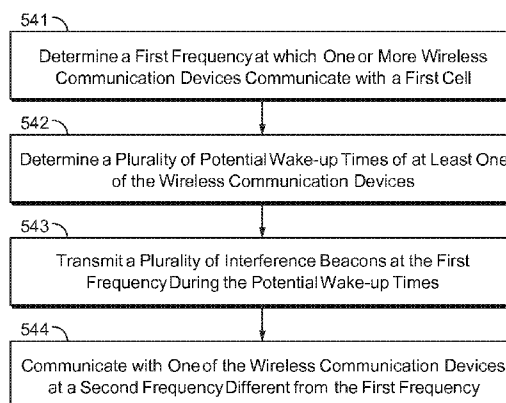 541
Determine a First Frequency at which One or More Wireless
Communication Devices Communicate with a First Cell
542
Determine a Plurality of Potential Wake-up Times of at Least One
of the Wireless Communication Devices
543
Transmit a Plurality of Interference Beacons at the First
Frequency During the Potential Wake-up Times
544
Communicate with One of the Wireless Communication Devices
at a Second Frequency Different from the First Frequency